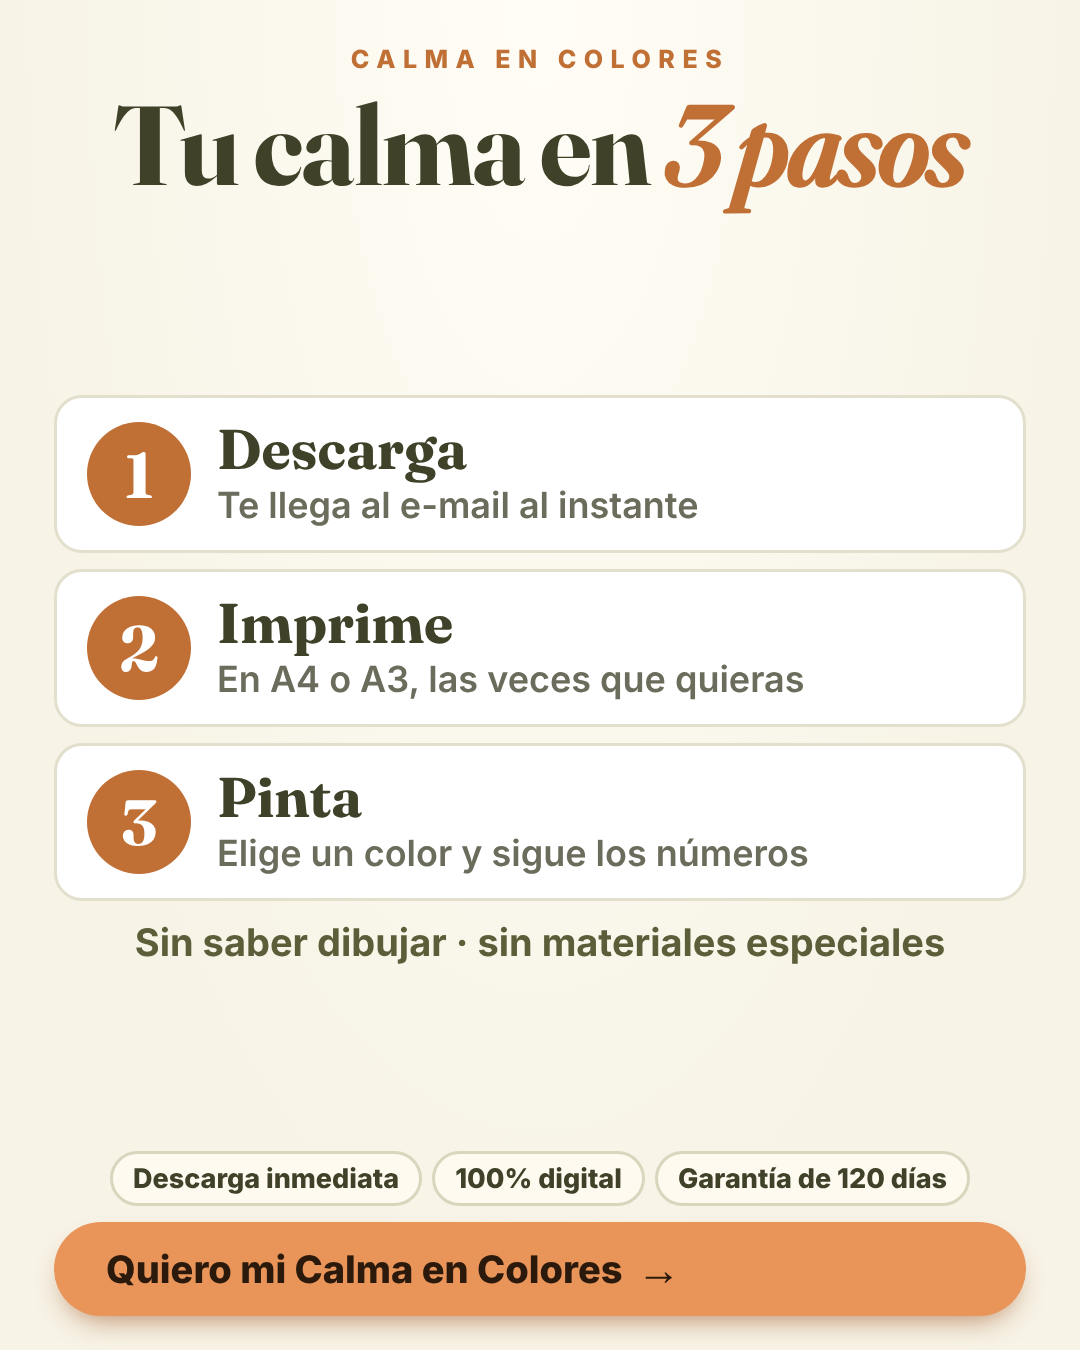 CALMA EN COLORES
Tu calma en 3 pasos
1
Descarga
Te llega al e-mail al instante
2
Imprime
En A4 o A3, las veces que quieras
3
Pinta
Elige un color y sigue los números
Sin saber dibujar · sin materiales especiales
Descarga inmediata
100% digital
Garantía de 120 días
Quiero mi Calma en Colores →